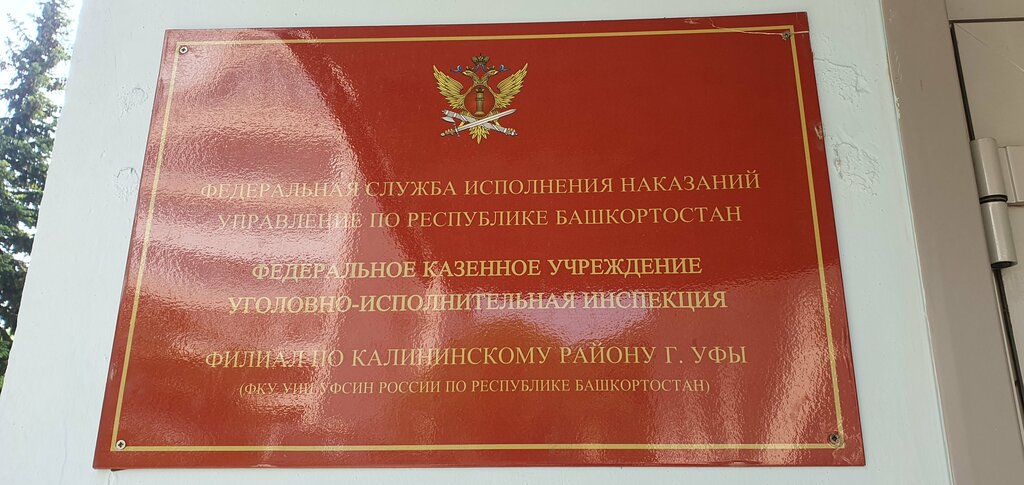 ФЕДЕРАЛЬНАЯ СЛУЖБА ИСПОЛНЕНИЯ НАКАЗАНИЙ
УПРАВЛЕНИЕ ПО РЕСПУБЛИКЕ БАШКОРТОСТАН
ФЕДЕРАЛЬНОЕ КАЗЕННОЕ УЧРЕЖДЕНИЕ
УГОЛОВНО-ИСПОЛНИТЕЛЬНАЯ ИНСПЕКЦИЯ
ФИЛИАЛ ПО КАЛИНИНСКОМУ РАЙОНУ Г. УФЫ
(ФКУ УИИ УФСИН РОССИИ ПО РЕСПУБЛИКЕ БАШКОРТОСТАН)